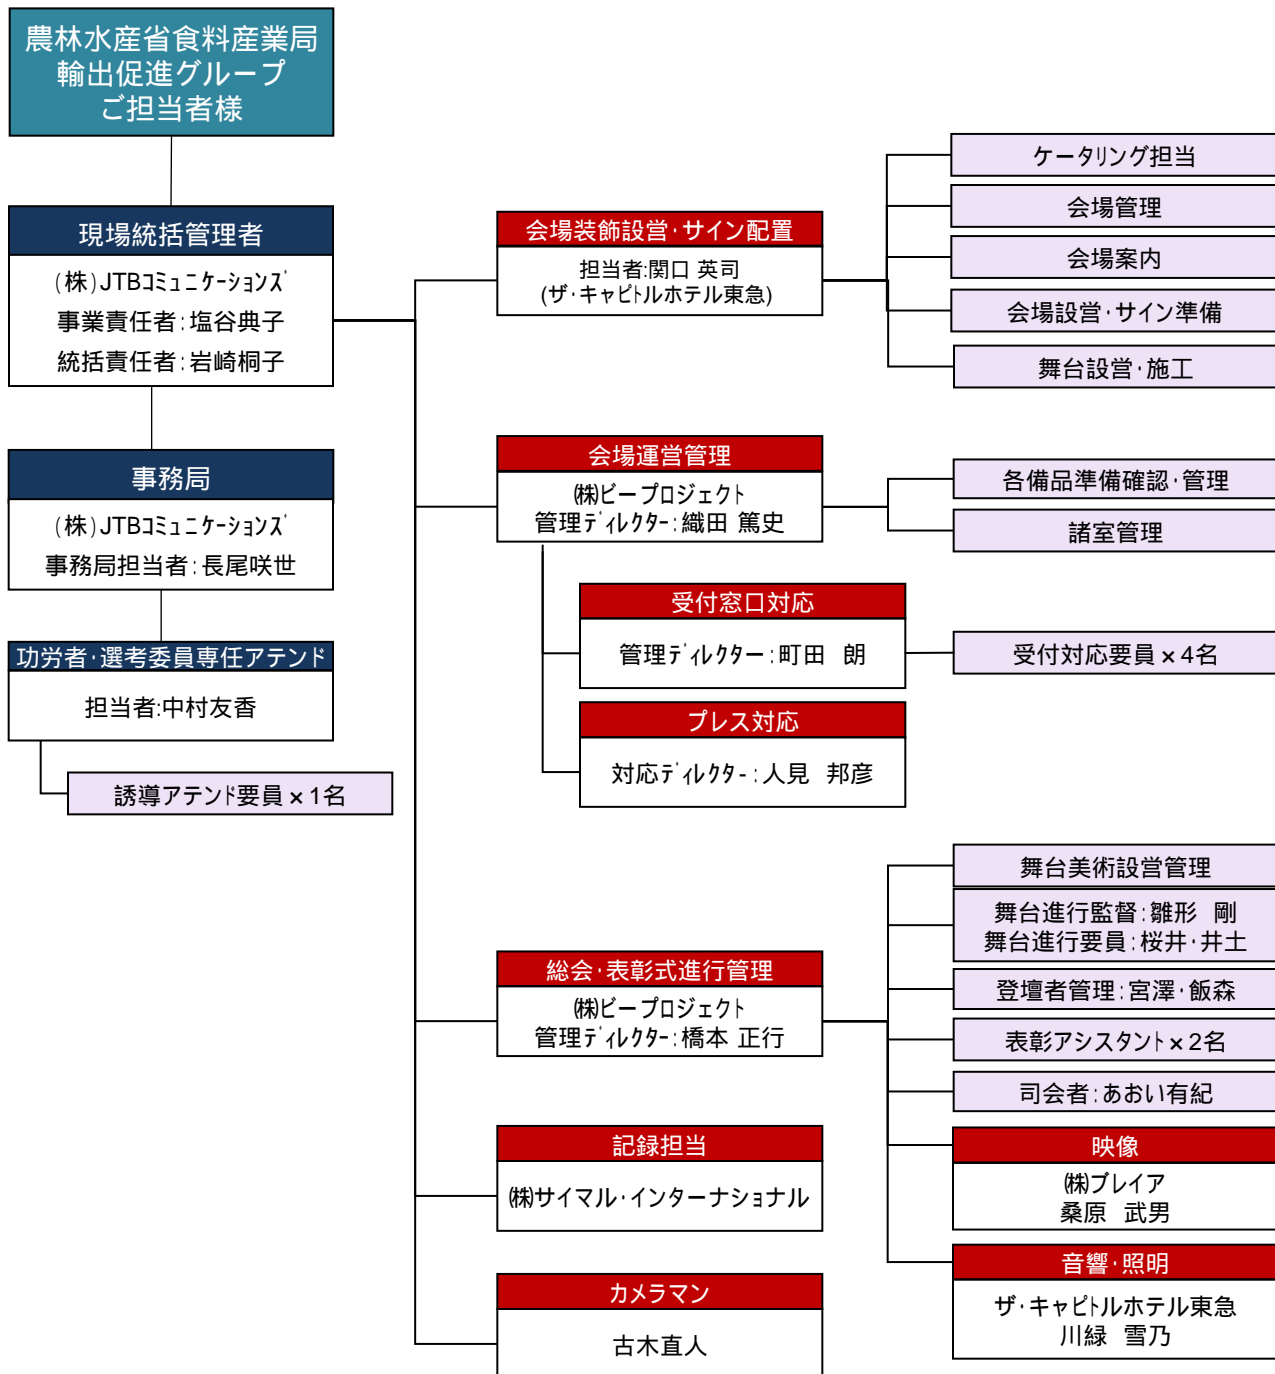 農林水産省食料産業局
輸出促進グループ
ご担当者様
現場統括管理者
(株)JTBコミュニケーションズ
事業責任者:塩谷典子
統括責任者:岩崎桐子
事務局
(株)JTBコミュニケーションズ
事務局担当者:長尾咲世
功労者·選考委員専任アテンド
担当者:中村友香
誘導アテンド要員×1名
会場装飾設営·サイン配置
担当者:関口 英司
(ザ·キャピトルホテル東急)
ケータリング担当
会場管理
会場案内
会場設営·サイン準備
舞台設営·施工
会場運営管理
㈱ビープロジェクト
管理ディレクター:織田 篤史
各備品準備確認·管理
諸室管理
受付窓口対応
管理ディレクター:町田 朗
受付対応要員×4名
プレス対応
対応ディレクター:人見 邦彦
総会·表彰式進行管理
㈱ビープロジェクト
管理ディレクター:橋本 正行
舞台美術設営管理
舞台進行監督:雛形 剛
舞台進行要員:桜井·井土
登壇者管理:宮澤·飯森
表彰アシスタント×2名
司会者:あおい有紀
映像
㈱ブレイア
桑原 武男
音響·照明
ザ·キャピトルホテル東急
川緑 雪乃
記録担当
㈱サイマル·インターナショナル
カメラマン
古木直人